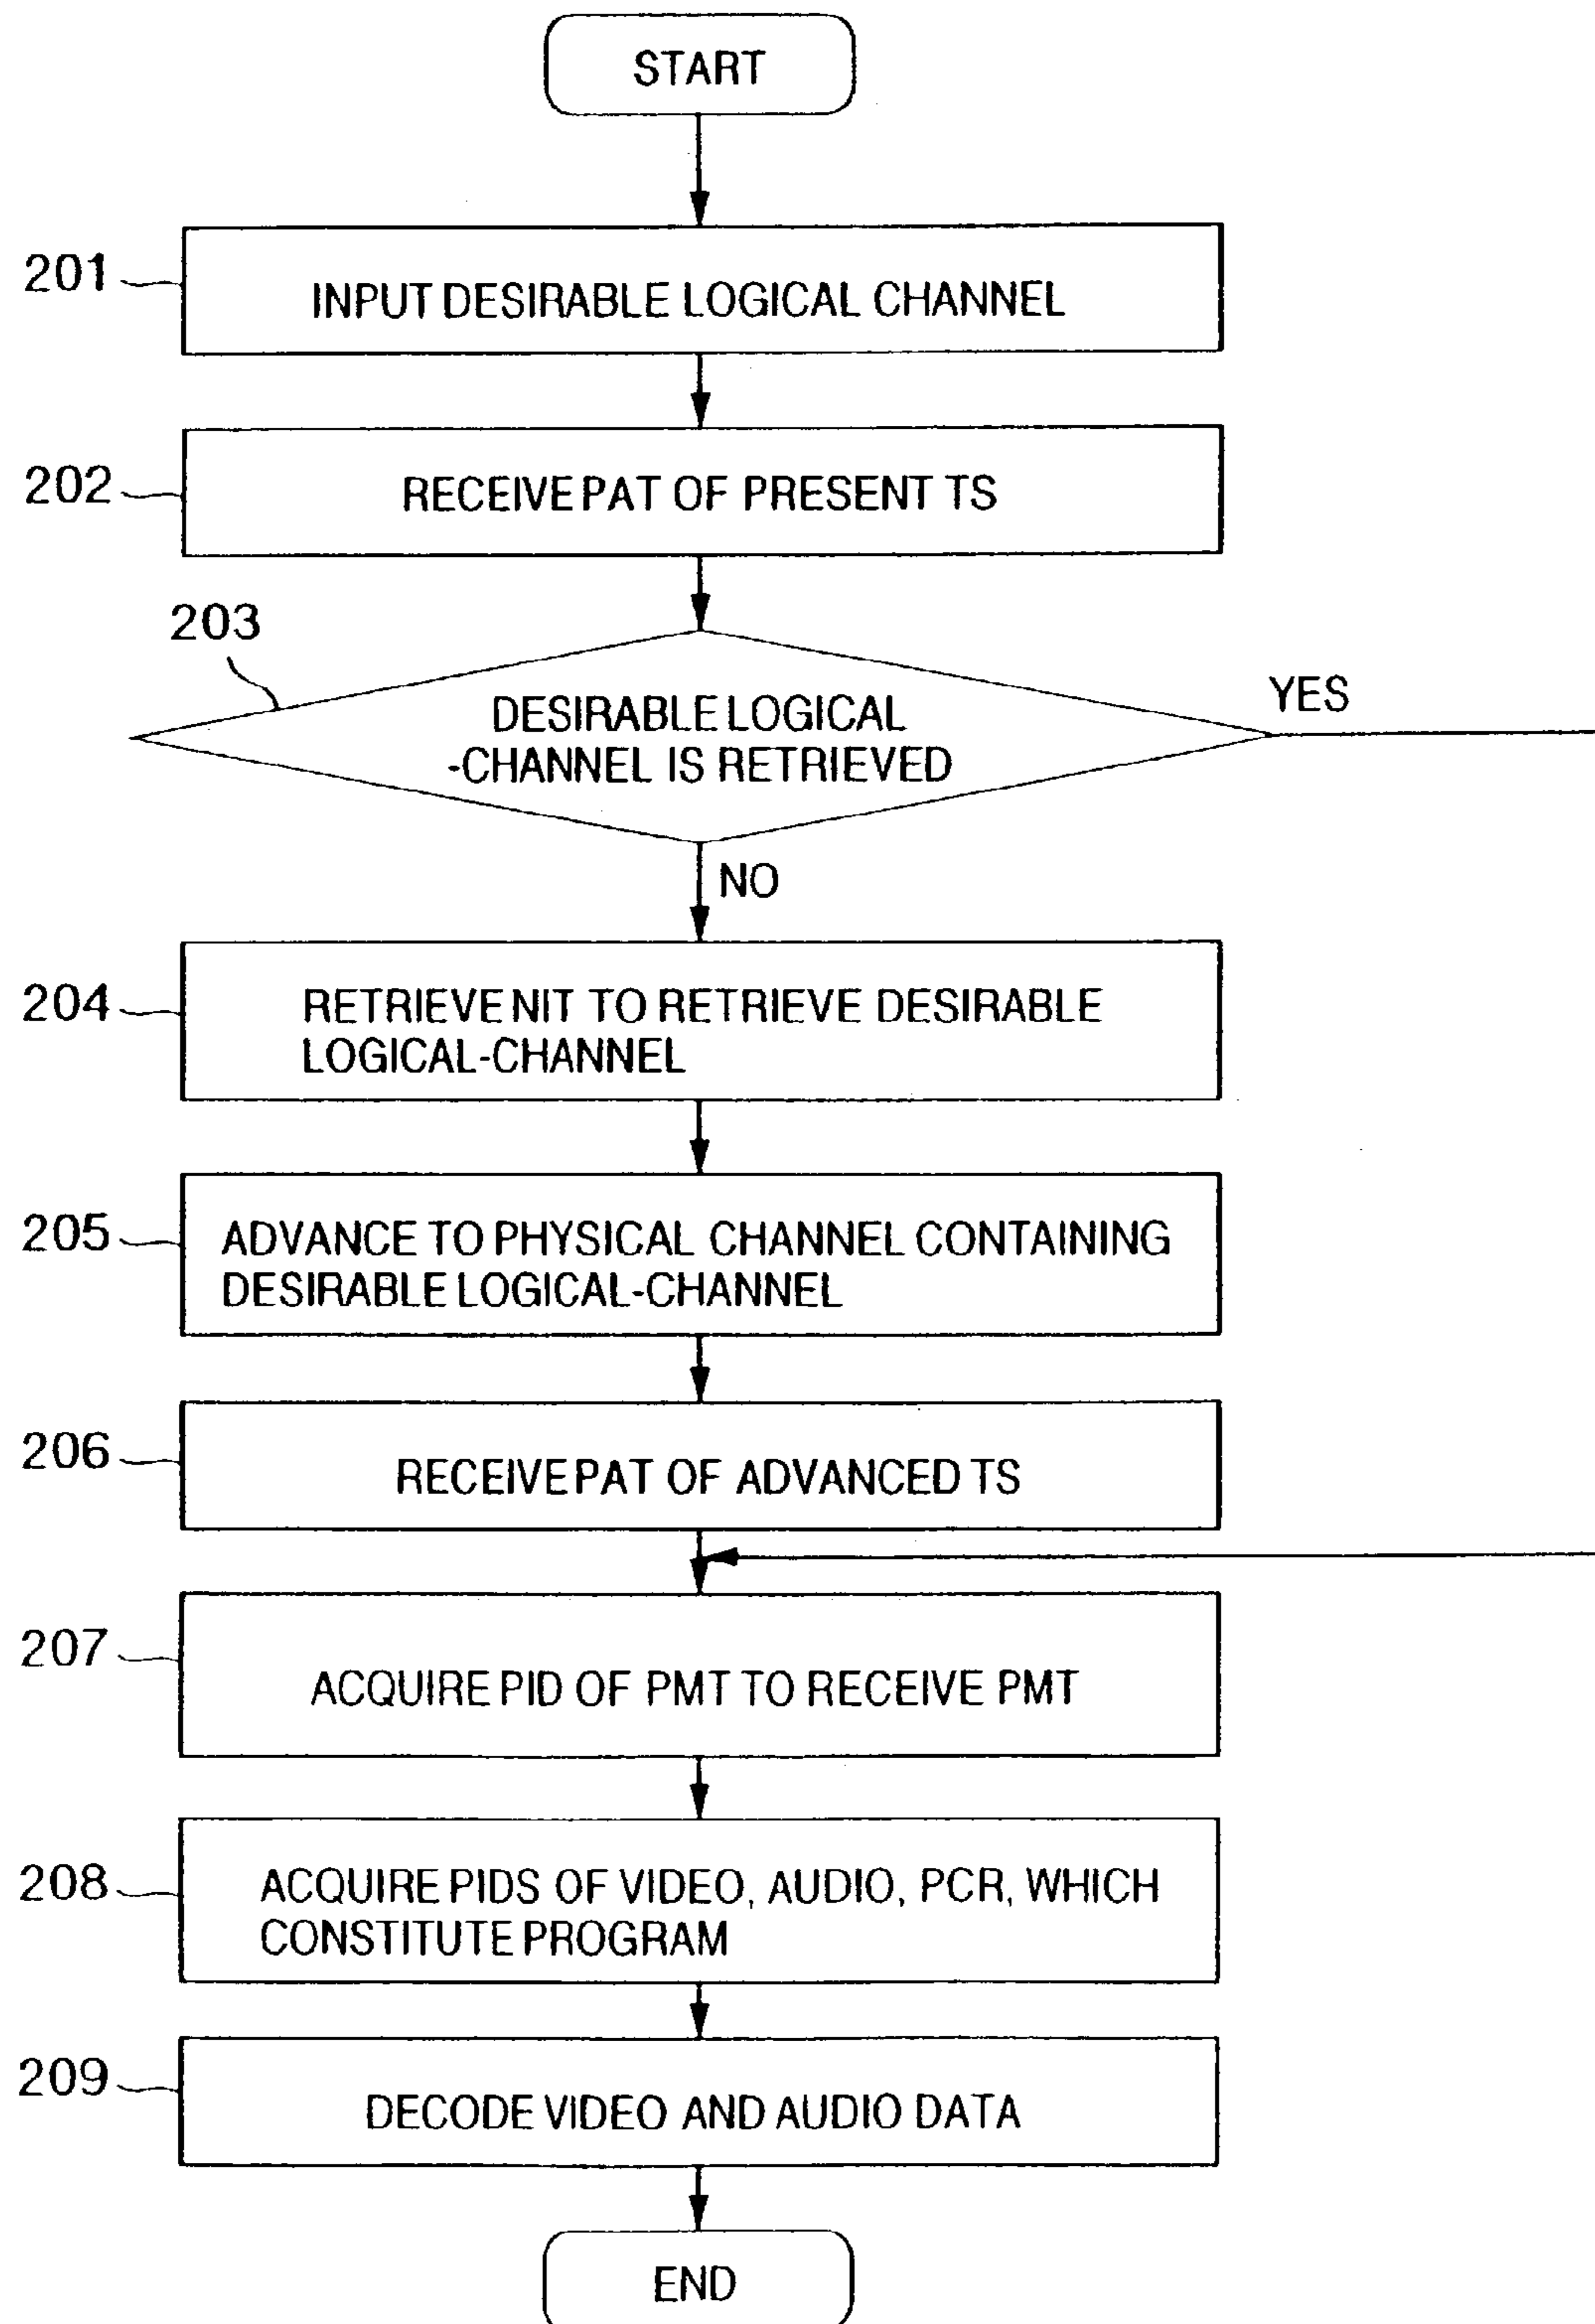 START
201
INPUT DESIRABLE LOGICAL CHANNEL
202
RECEIVE PAT OF PRESENT TS
203
DESIRABLE LOGICAL
-CHANNEL IS RETRIEVED
YES
NO
204
RETRIEVE NIT TO RETRIEVE DESIRABLE
LOGICAL-CHANNEL
205
ADVANCE TO PHYSICAL CHANNEL CONTAINING
DESIRABLE LOGICAL-CHANNEL
206
RECEIVE PAT OF ADVANCED TS
207
ACQUIRE PID OF PMT TO RECEIVE PMT
208
ACQUIRE PIDS OF VIDEO, AUDIO, PCR, WHICH
CONSTITUTE PROGRAM
209
DECODE VIDEO AND AUDIO DATA
END